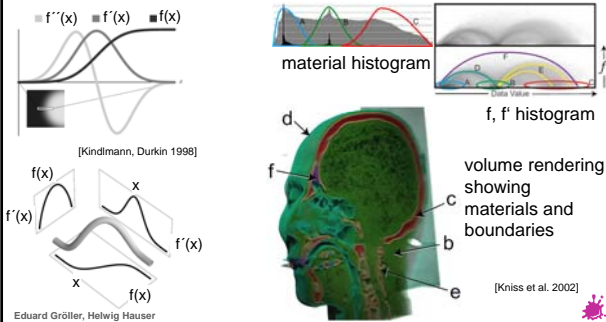 f´´(x) f´(x) f(x)
x
[Kindlmann, Durkin 1998]
f(x)
x
f´(x)
f´(x)
x
f(x)
Eduard Gröller, Helwig Hauser
A B C
material histogram
F
D
E
A B C
Data Value
f'
f, f‘ histogram
d
f
c
b
e
volume rendering
showing
materials and
boundaries
[Kniss et al. 2002]